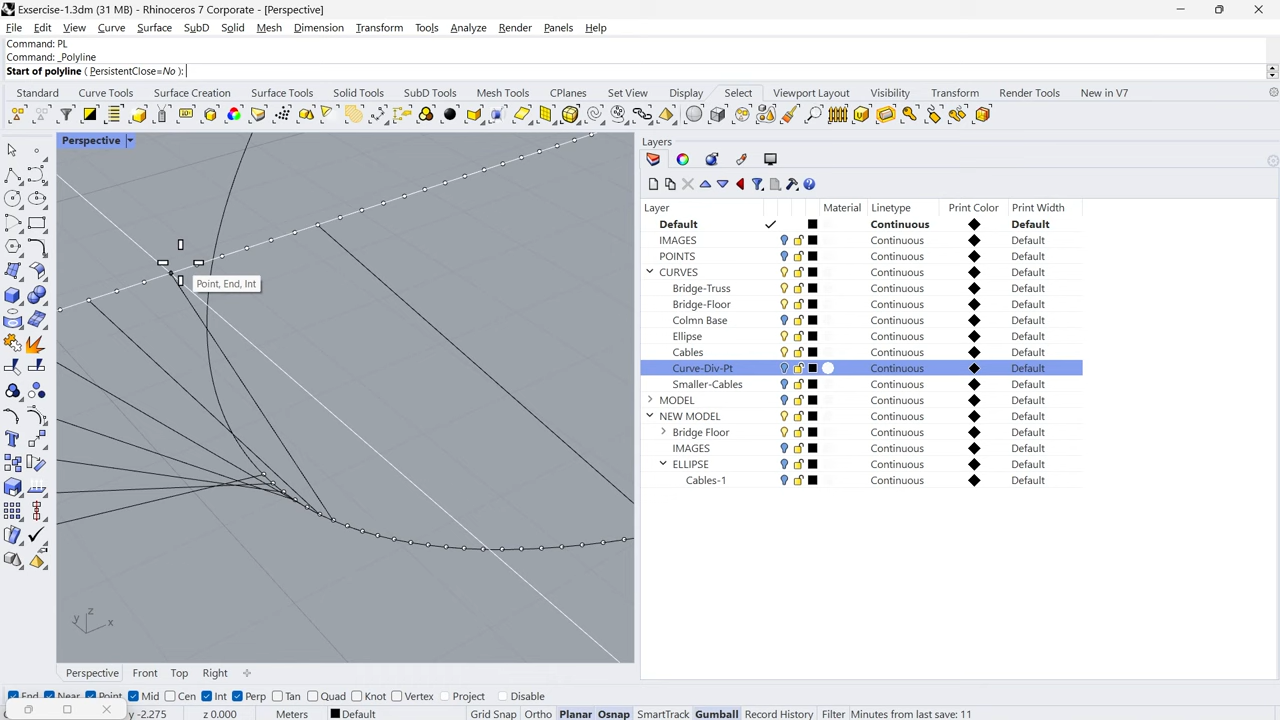 Exsercise-1.3dm (31 MB) - Rhinoceros 7 Corporate - [Perspective]
File Edit View Curve Surface SubD Solid Mesh Dimension Transform Tools Analyze Render Panels Help
Command: PL
Command: _Polyline
Start of polyline ( PersistentClose=No ):
Standard Curve Tools Surface Creation Surface Tools Solid Tools SubD Tools Mesh Tools CPlanes Set View Display Select Viewport Layout Visibility Transform Render Tools New in V7
Perspective
Layers
Layer Material Linetype Print Color Print Width
Default Continuous Default
IMAGES Continuous Default
POINTS Continuous Default
CURVES Continuous Default
Bridge-Truss Continuous Default
Bridge-Floor Continuous Default
Colmn Base Continuous Default
Ellipse Continuous Default
Cables Continuous Default
Curve-Div-Pt Continuous Default
Smaller-Cables Continuous Default
MODEL Continuous Default
NEW MODEL Continuous Default
Bridge Floor Continuous Default
IMAGES Continuous Default
ELLIPSE Continuous Default
Cables-1 Continuous Default
Point, End, Int
z
y
x
Perspective Front Top Right
End Near Point Mid Cen Int Perp Tan Quad Knot Vertex Project Disable
y -2.275 z 0.000 Meters Default Grid Snap Ortho Planar Osnap SmartTrack Gumball Record History Filter Minutes from last save: 11